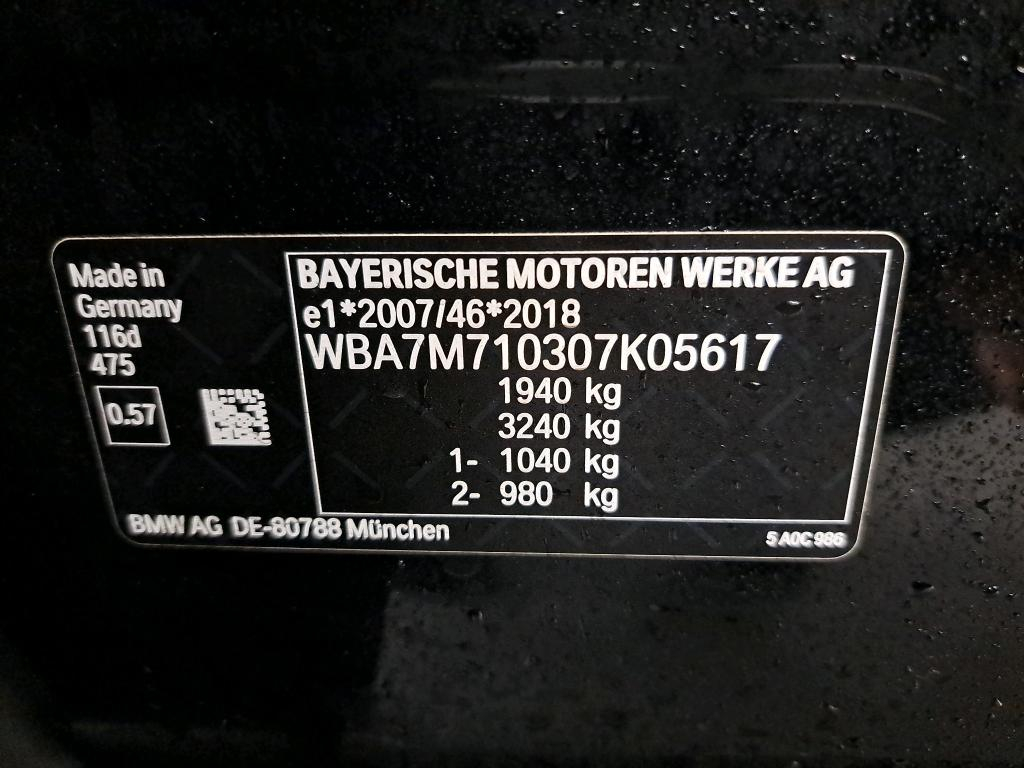 Made in
Germany
116d
475
0.57
BAYERISCHE MOTOREN WERKE AG
e1*2007/46*2018
WBA7M710307K05617
1940 kg
3240 kg
1- 1040 kg
2- 980 kg
BMW AG DE-80788 München
5 A0C 986